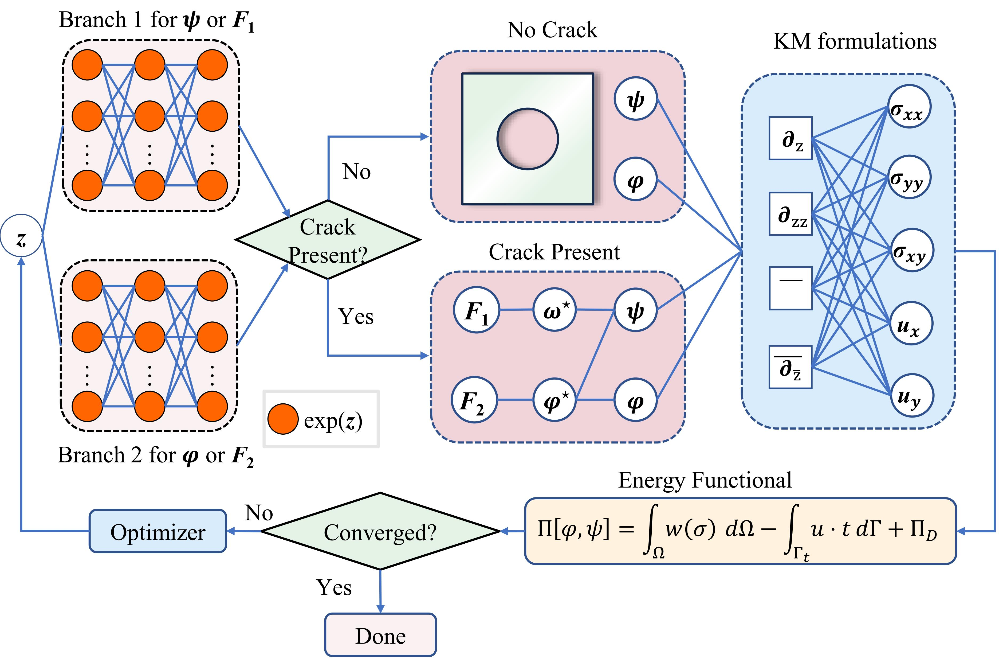 Branch 1 for ψ or F₁
No Crack
KM formulations
ψ
φ
No
z
Crack
Present?
Crack Present
Yes
F₁
ω*
ψ
F₂
φ*
φ
∂z
∂zz
—
∂̅z̄
σxx
σyy
σxy
uₓ
uᵧ
exp(z)
Branch 2 for φ or F₂
Energy Functional
Π[φ, ψ] = ∫Ω w(σ) dΩ − ∫Γt u · t dΓ + Π_D
Converged?
No
Optimizer
Yes
Done